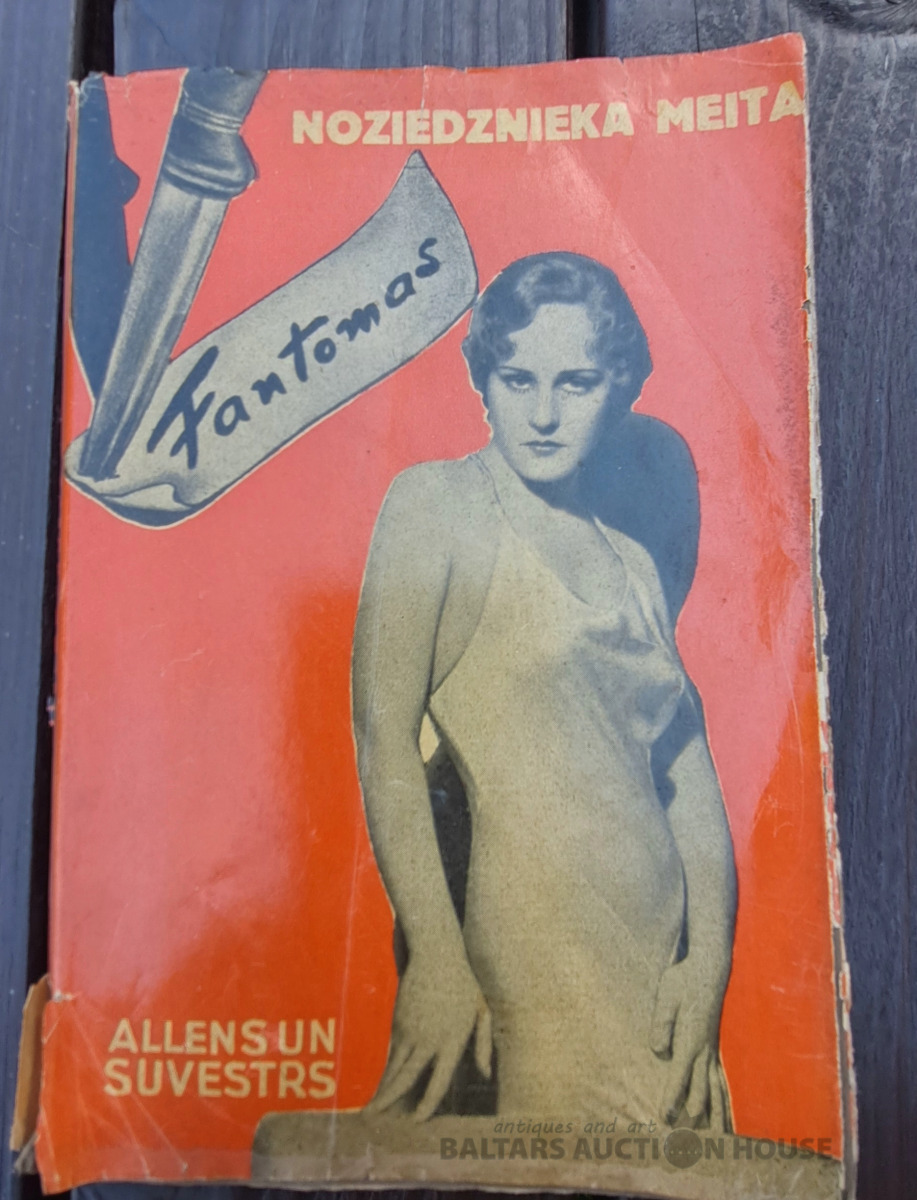 NOZIEDZNIEKA MEITA
Fantomas
ALLENS UN
SUVESTRS
antiques and art
BALTARS AUCTION HOUSE